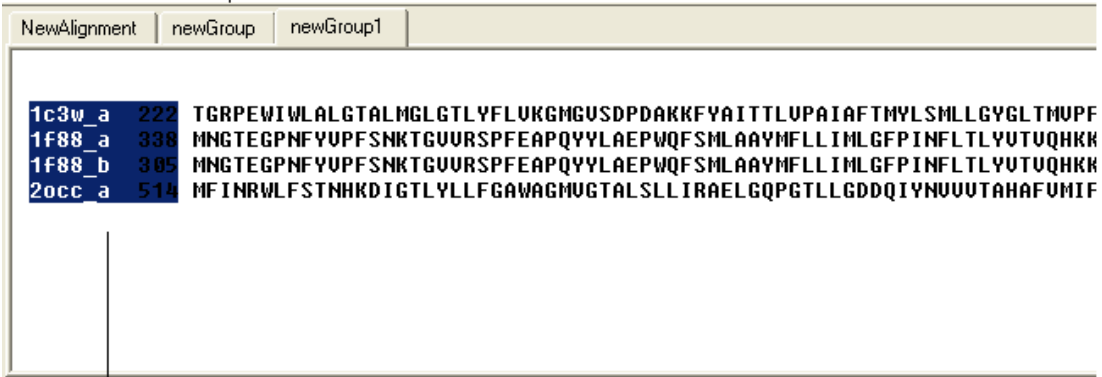 NewAlignment newGroup newGroup1
1c3w_a 222 TGRPEWIWLALGTALMGLGTLYFLVKGMGVSDPDAKKFYAITTLVPAIAFTMYLSMLLGYGLTMVPF
1f88_a 338 MNGTEGPNFYVPFSNKTGVVRSPFEAPQYYLAEPWQFSMLAAYMFLLIMLGFPINFLTLYVTVQHKK
1f88_b 305 MNGTEGPNFYVPFSNKTGVVRSPFEAPQYYLAEPWQFSMLAAYMFLLIMLGFPINFLTLYVTVQHKK
2occ_a 514 MFINRWLFSTNHKDIGTLYLLFGAWAGMVGTALSLLIRAELGQPGTLLGDDQIYNVVVTAHAFVMIF